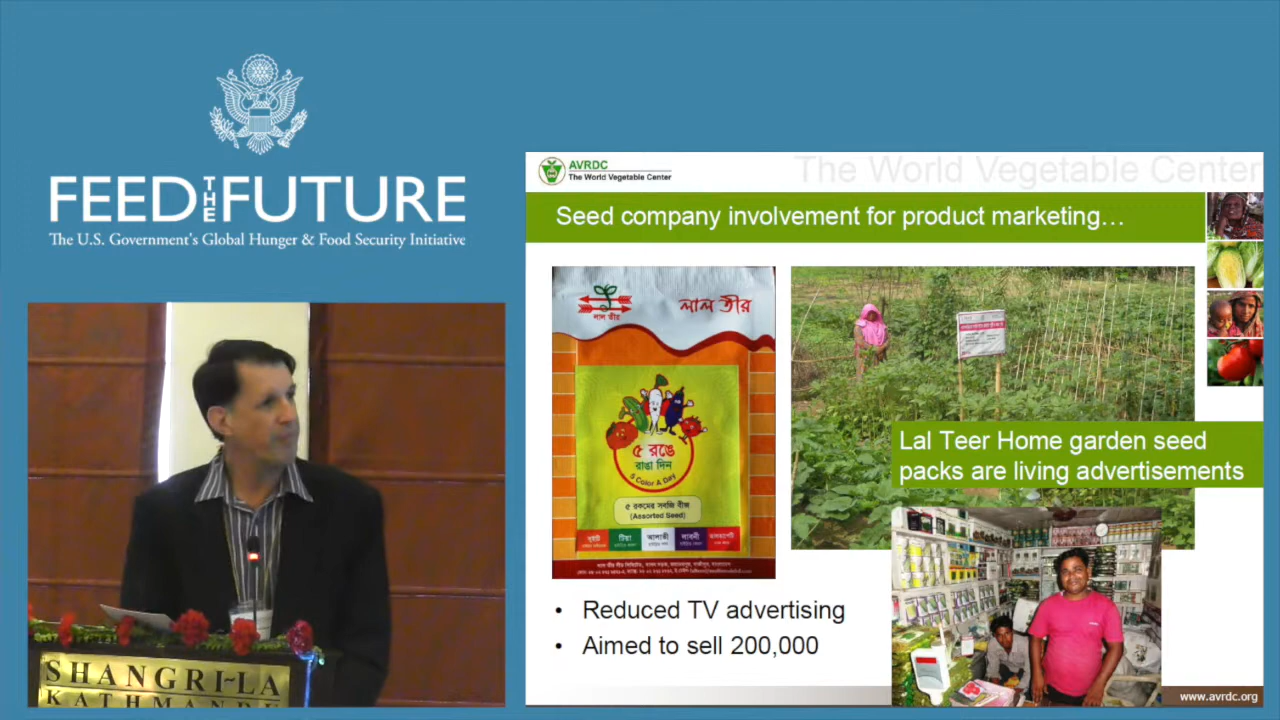 FEED THE FUTURE
The U.S. Government's Global Hunger & Food Security Initiative
SHANGRI~LA
KATHMANDU
AVRDC
The World Vegetable Center
The World Vegetable Center
Seed company involvement for product marketing…
লাল তীর
লাল তীর
৫ রঙে
রাঙা দিন
5 Color A Day
৫ রকমের সবজি বীজ
(Assorted Seed)
Lal Teer Home garden seed
packs are living advertisements
• Reduced TV advertising
• Aimed to sell 200,000
www.avrdc.org